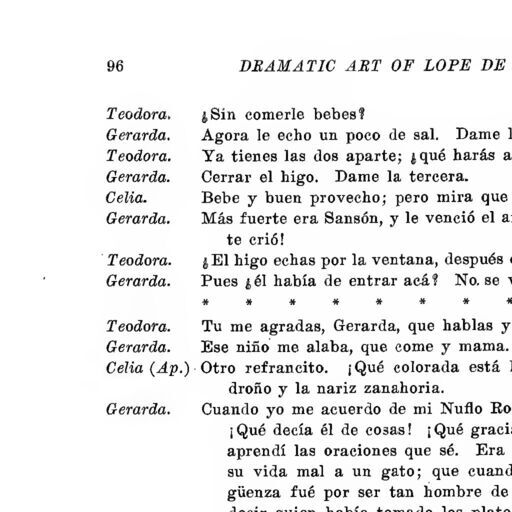 96 DRAMATIC ART OF LOPE DE
Teodora. ¿Sin comerle bebes?
Gerarda. Agora le echo un poco de sal. Dame
Teodora. Ya tienes las dos aparte; ¿qué harás
Gerarda. Cerrar el higo. Dame la tercera.
Celia. Bebe y buen provecho; pero mira que
Gerarda. Más fuerte era Sansón, y le venció el
te crió!
Teodora. ¿El higo echas por la ventana, después
Gerarda. Pues ¿él había de entrar acá? No. se
* * * * * * * *
Teodora. Tu me agradas, Gerarda, que hablas y
Gerarda. Ese niño me alaba, que come y mama.
Celia (Ap.) Otro refrancito. ¡Qué colorada está
droño y la nariz zanahoria.
Gerarda. Cuando yo me acuerdo de mi Nuflo Ro
¡Qué decía él de cosas! ¡Qué graci
aprendí las oraciones que sé. Era
su vida mal a un gato; que cuand
güenza fué por ser tan hombre de
decir quien había tomado los plato